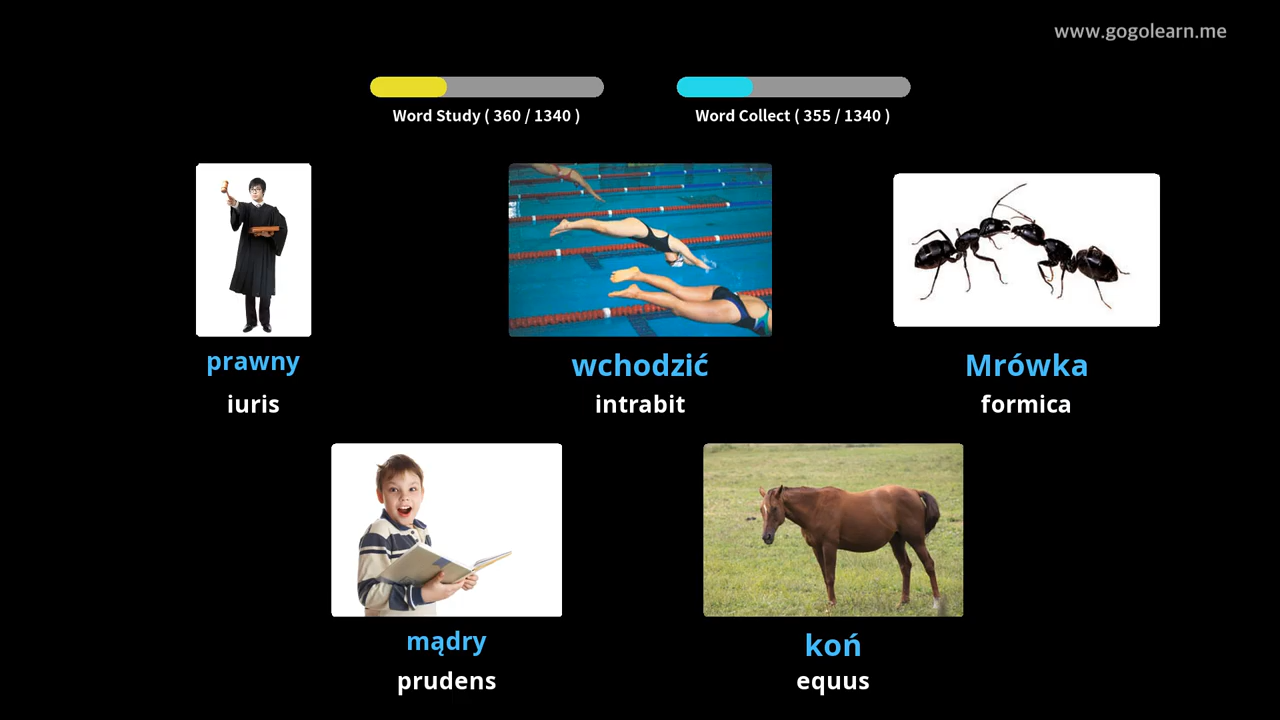 www.gogolearn.me
Word Study ( 360 / 1340 )
Word Collect ( 355 / 1340 )
prawny
iuris
wchodzić
intrabit
Mrówka
formica
mądry
prudens
koń
equus